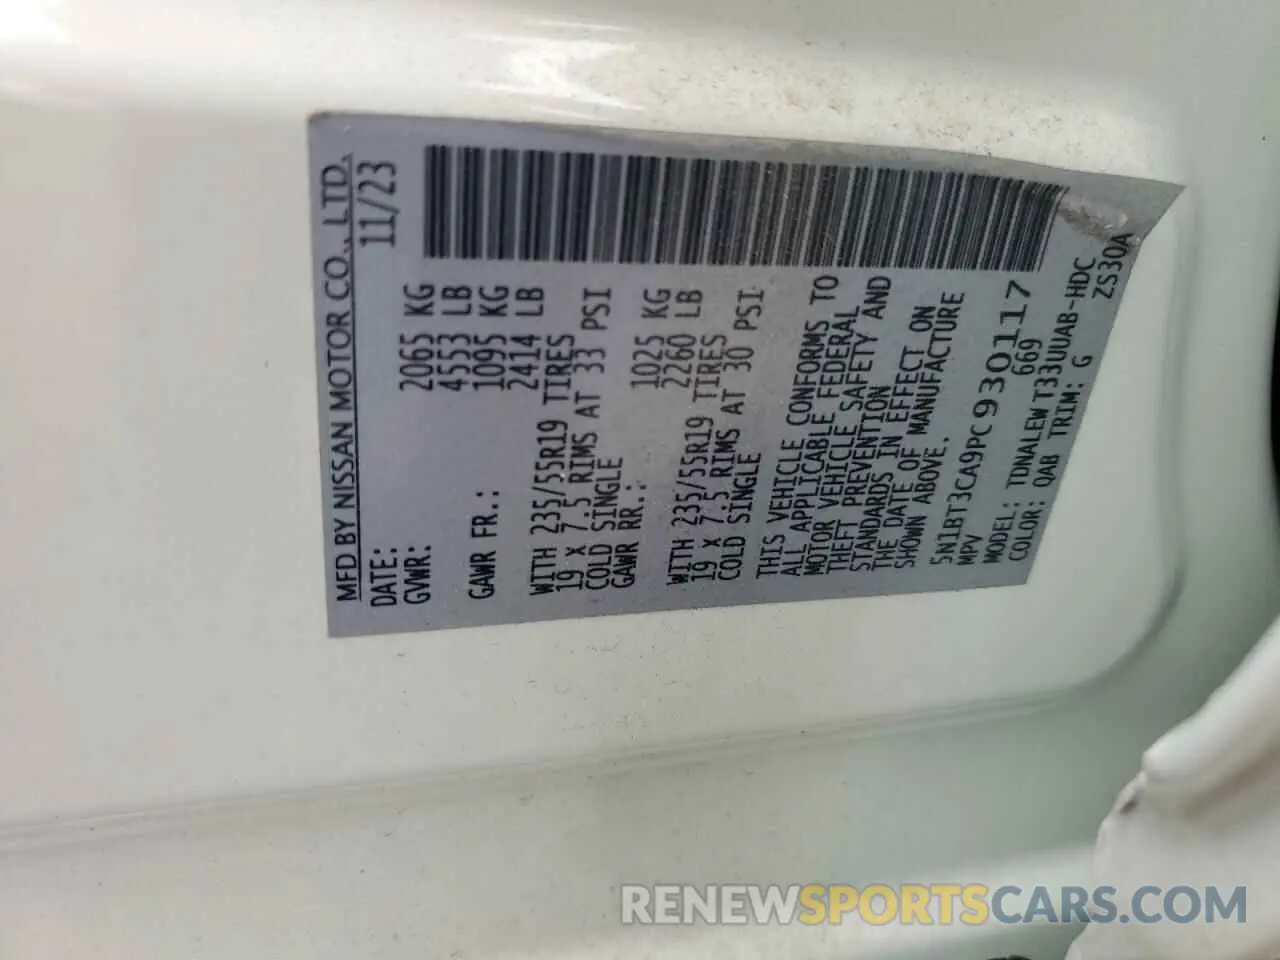 MFD BY NISSAN MOTOR CO., LTD.
DATE: 11/23
GVWR: 2065 KG
4553 LB
GAWR FR.: 1095 KG
2414 LB
WITH 235/55R19 TIRES
19 x 7.5 RIMS AT 33 PSI
COLD SINGLE
GAWR RR.: 1025 KG
2260 LB
WITH 235/55R19 TIRES
19 x 7.5 RIMS AT 30 PSI
COLD SINGLE
THIS VEHICLE CONFORMS TO
ALL APPLICABLE FEDERAL
MOTOR VEHICLE SAFETY AND
THEFT PREVENTION
STANDARDS IN EFFECT ON
THE DATE OF MANUFACTURE
SHOWN ABOVE.
5N1BT3CA9PC930117
MPV 669
MODEL: TDNALEWT33UUAB-HDC
COLOR: QAB TRIM: G ZS30A
RENEWSPORTSCARS.COM